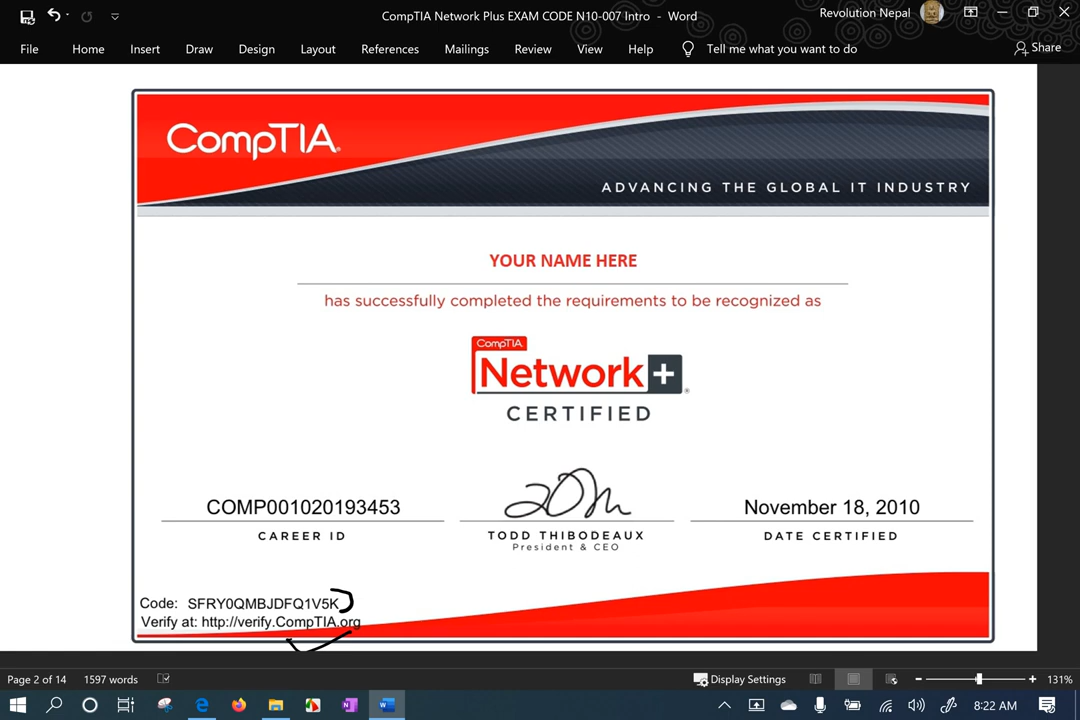 CompTIA Network Plus EXAM CODE N10-007 Intro - Word
Revolution Nepal
File Home Insert Draw Design Layout References Mailings Review View Help Tell me what you want to do Share
CompTIA.
ADVANCING THE GLOBAL IT INDUSTRY
YOUR NAME HERE
has successfully completed the requirements to be recognized as
CompTIA.
Network+®
CERTIFIED
COMP001020193453
November 18, 2010
CAREER ID
TODD THIBODEAUX
President & CEO
DATE CERTIFIED
Code: SFRY0QMBJDFQ1V5K
Verify at: http://verify.CompTIA.org
Page 2 of 14 1597 words Display Settings 131%
8:22 AM